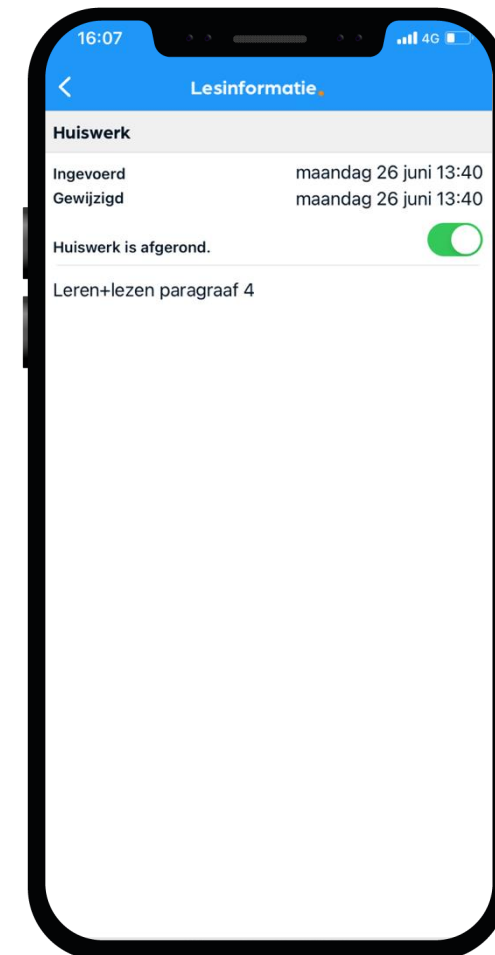 16:07 4G
Lesinformatie.
Huiswerk
Ingevoerd maandag 26 juni 13:40
Gewijzigd maandag 26 juni 13:40
Huiswerk is afgerond.
Leren+lezen paragraaf 4